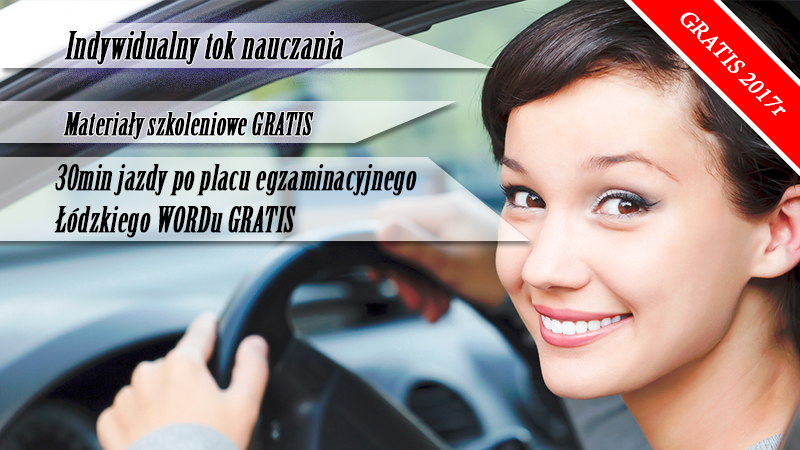 Indywidualny tok nauczania
GRATIS 2017r
Materiały szkoleniowe GRATIS
30min jazdy po placu egzaminacyjnego
Łódzkiego WORDu GRATIS